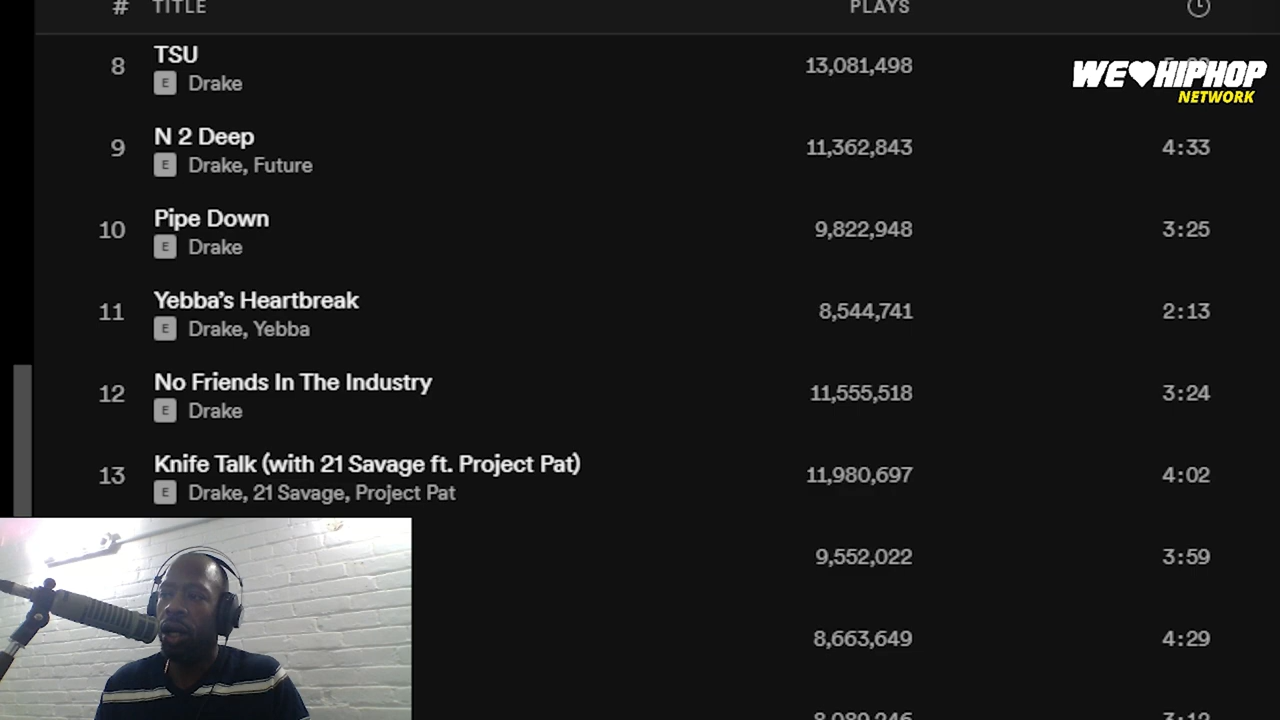 # TITLE PLAYS
8 TSU 13,081,498
E Drake
WE HIPHOP
NETWORK
9 N 2 Deep 11,362,843 4:33
E Drake, Future
10 Pipe Down 9,822,948 3:25
E Drake
11 Yebba’s Heartbreak 8,544,741 2:13
E Drake, Yebba
12 No Friends In The Industry 11,555,518 3:24
E Drake
13 Knife Talk (with 21 Savage ft. Project Pat) 11,980,697 4:02
E Drake, 21 Savage, Project Pat
9,552,022 3:59
8,663,649 4:29